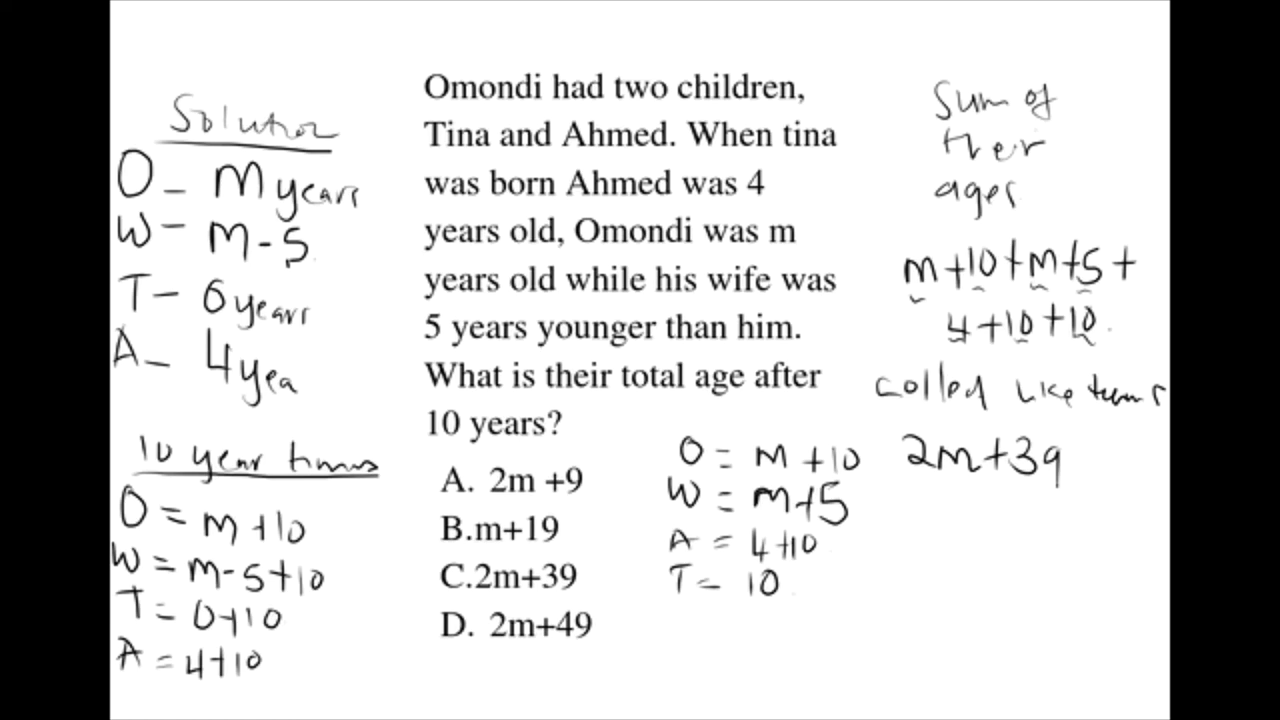 Solution
O - M years
W - M - 5
T - 0 years
A - 4 yea
10 year times
O = m + 10
W = m - 5 + 10
T = 0 + 10
A = 4 + 10
Omondi had two children,
Tina and Ahmed. When tina
was born Ahmed was 4
years old, Omondi was m
years old while his wife was
5 years younger than him.
What is their total age after
10 years?
A. 2m +9
B.m+19
C.2m+39
D. 2m+49
O = m + 10
W = m + 5
A = 4 + 10
T = 10
Sum of
their
ages
m + 10 + m + 5 +
4 + 10 + 10
like terms
2m + 39